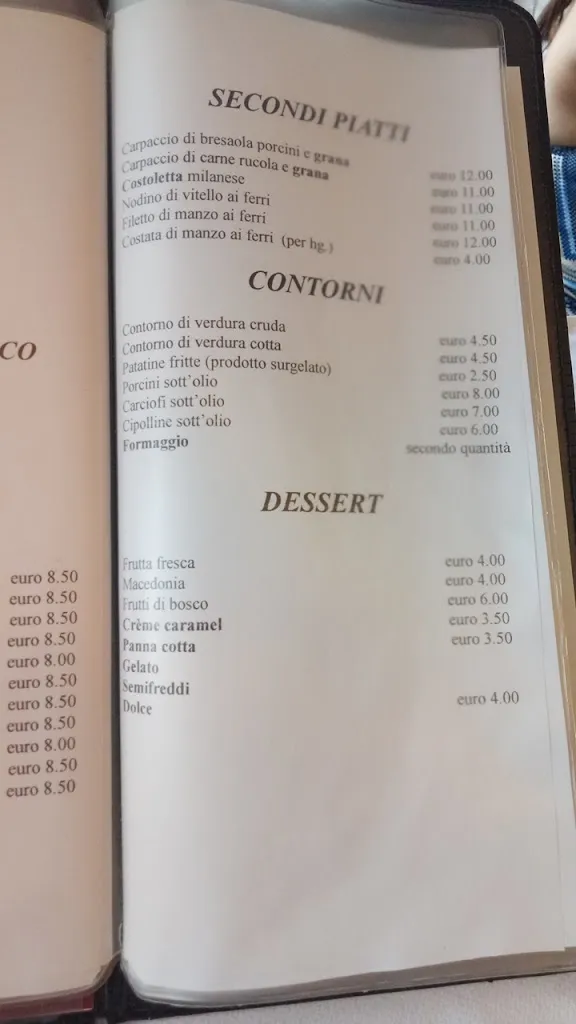 CO
euro 8.50
euro 8.50
euro 8.50
euro 8.50
euro 8.00
euro 8.50
euro 8.50
euro 8.50
euro 8.00
euro 8.50
euro 8.50
SECONDI PIATTI
Carpaccio di bresaola porcini e grana euro 12.00
Carpaccio di carne rucola e grana euro 11.00
Costoletta milanese euro 11.00
Nodino di vitello ai ferri euro 11.00
Filetto di manzo ai ferri euro 12.00
Costata di manzo ai ferri (per hg.) euro 4.00
CONTORNI
Contorno di verdura cruda euro 4.50
Contorno di verdura cotta euro 4.50
Patatine fritte (prodotto surgelato) euro 2.50
Porcini sott'olio euro 8.00
Carciofi sott'olio euro 7.00
Cipolline sott'olio euro 6.00
Formaggio secondo quantità
DESSERT
Frutta fresca euro 4.00
Macedonia euro 4.00
Frutti di bosco euro 6.00
Crème caramel euro 3.50
Panna cotta euro 3.50
Gelato
Semifreddi
Dolce euro 4.00